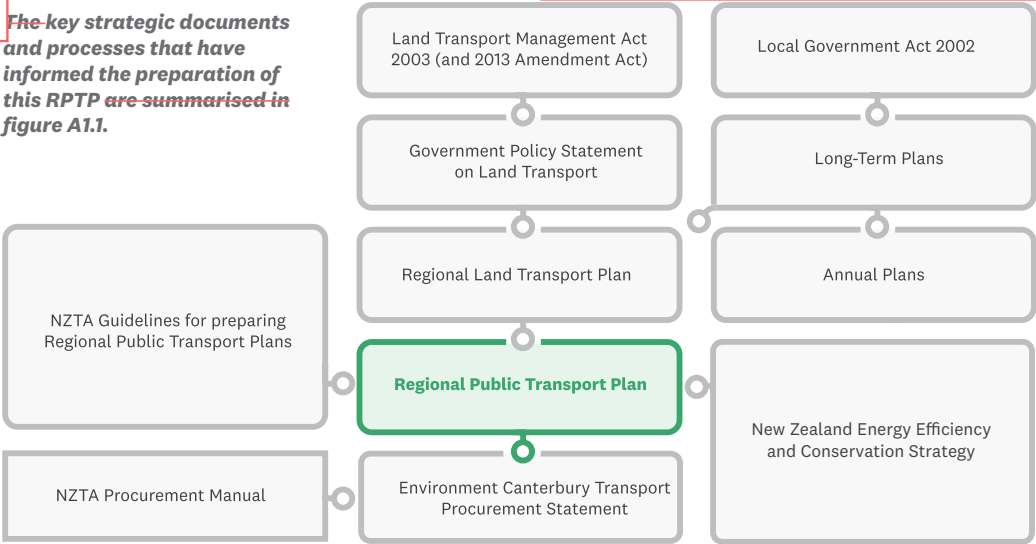 The key strategic documents
and processes that have
informed the preparation of
this RPTP are summarised in
figure A1.1.
Land Transport Management Act
2003 (and 2013 Amendment Act)
Local Government Act 2002
Government Policy Statement
on Land Transport
Long-Term Plans
Regional Land Transport Plan
Annual Plans
NZTA Guidelines for preparing
Regional Public Transport Plans
Regional Public Transport Plan
New Zealand Energy Efficiency
and Conservation Strategy
NZTA Procurement Manual
Environment Canterbury Transport
Procurement Statement